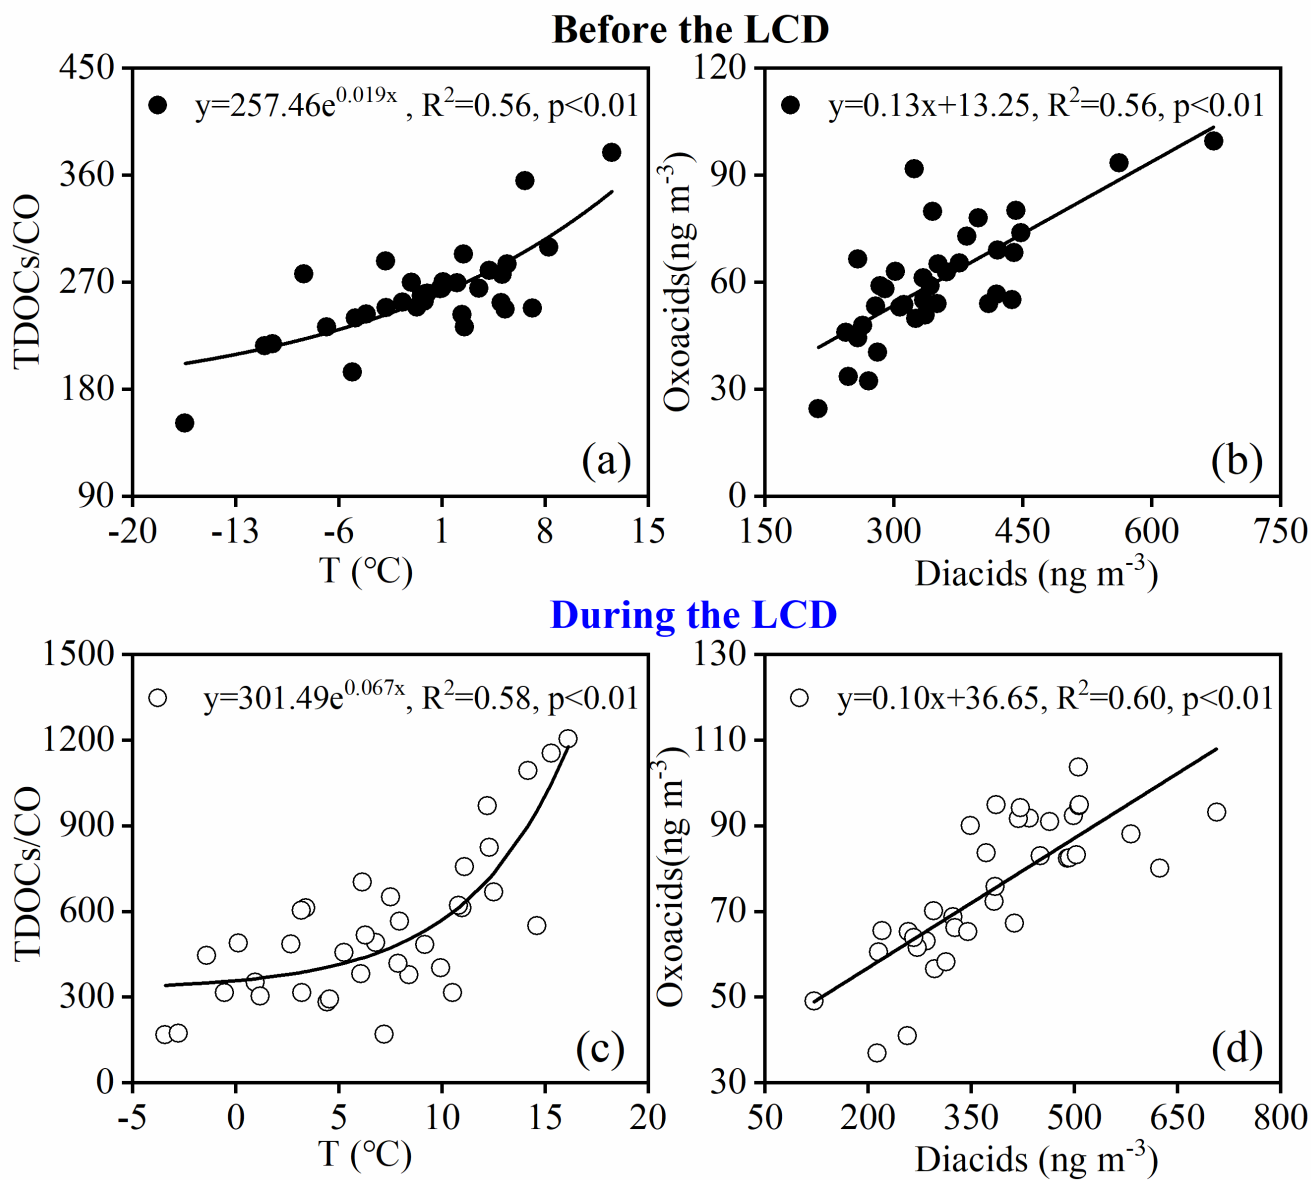 Before the LCD
y=257.46e^0.019x , R²=0.56, p<0.01
450
360
270
180
90
TDOCs/CO
(a)
-20 -13 -6 1 8 15
T (℃)
y=0.13x+13.25, R²=0.56, p<0.01
120
90
60
30
0
Oxoacids(ng m⁻³)
(b)
150 300 450 600 750
Diacids (ng m⁻³)
During the LCD
y=301.49e^0.067x , R²=0.58, p<0.01
1500
1200
900
600
300
0
TDOCs/CO
(c)
-5 0 5 10 15 20
T (℃)
y=0.10x+36.65, R²=0.60, p<0.01
130
110
90
70
50
30
Oxoacids(ng m⁻³)
(d)
50 200 350 500 650 800
Diacids (ng m⁻³)